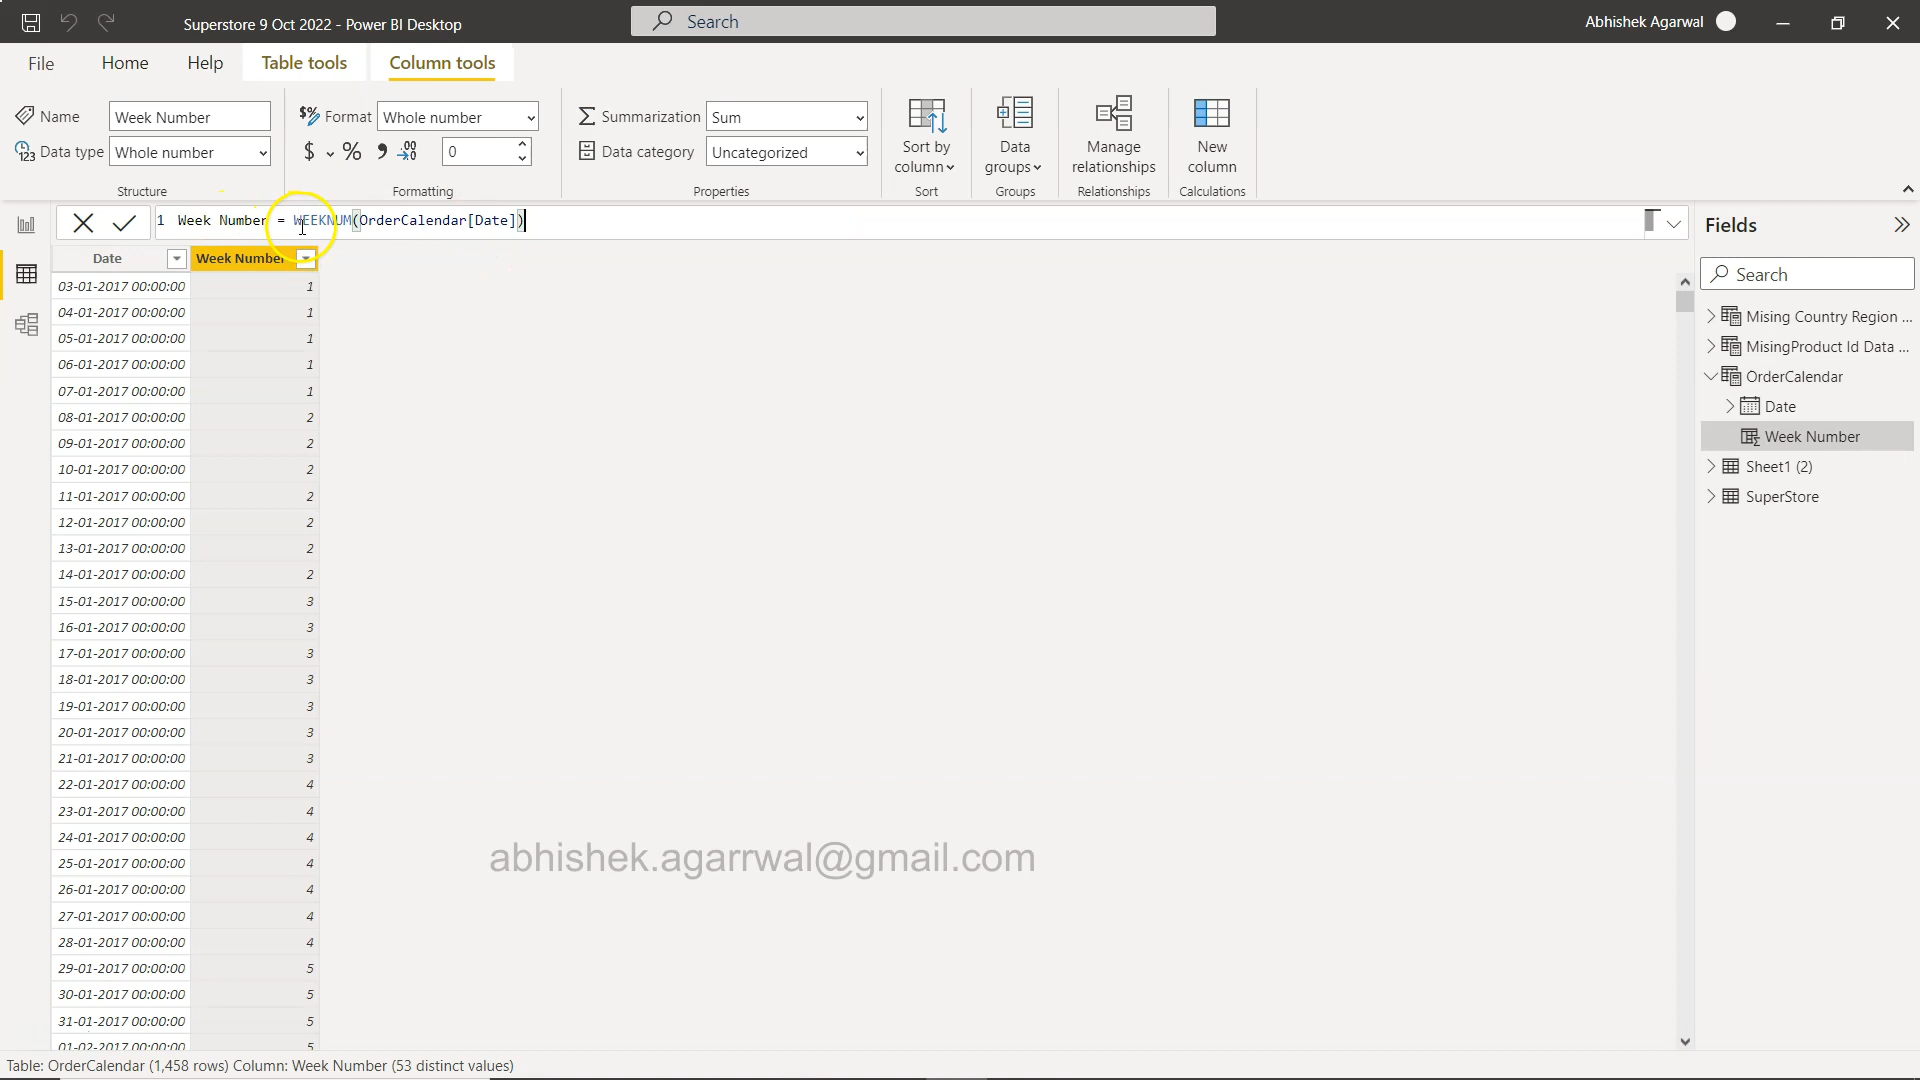 Superstore 9 Oct 2022 - Power BI Desktop
Search
Abhishek Agarwal
File Home Help Table tools Column tools
Name Week Number
Data type Whole number
Structure
Format Whole number
$ % 0
Formatting
Summarization Sum
Data category Uncategorized
Properties
Sort by column
Sort
Data groups
Groups
Manage relationships
Relationships
New column
Calculations
1 Week Number = WEEKNUM(OrderCalendar[Date])
Date Week Number
03-01-2017 00:00:00 1
04-01-2017 00:00:00 1
05-01-2017 00:00:00 1
06-01-2017 00:00:00 1
07-01-2017 00:00:00 1
08-01-2017 00:00:00 2
09-01-2017 00:00:00 2
10-01-2017 00:00:00 2
11-01-2017 00:00:00 2
12-01-2017 00:00:00 2
13-01-2017 00:00:00 2
14-01-2017 00:00:00 2
15-01-2017 00:00:00 3
16-01-2017 00:00:00 3
17-01-2017 00:00:00 3
18-01-2017 00:00:00 3
19-01-2017 00:00:00 3
20-01-2017 00:00:00 3
21-01-2017 00:00:00 3
22-01-2017 00:00:00 4
23-01-2017 00:00:00 4
24-01-2017 00:00:00 4
25-01-2017 00:00:00 4
26-01-2017 00:00:00 4
27-01-2017 00:00:00 4
28-01-2017 00:00:00 4
29-01-2017 00:00:00 5
30-01-2017 00:00:00 5
31-01-2017 00:00:00 5
01-02-2017 00:00:00 5
abhishek.agarrwal@gmail.com
Fields
Search
Mising Country Region ...
MisingProduct Id Data ...
OrderCalendar
Date
Week Number
Sheet1 (2)
SuperStore
Table: OrderCalendar (1,458 rows) Column: Week Number (53 distinct values)